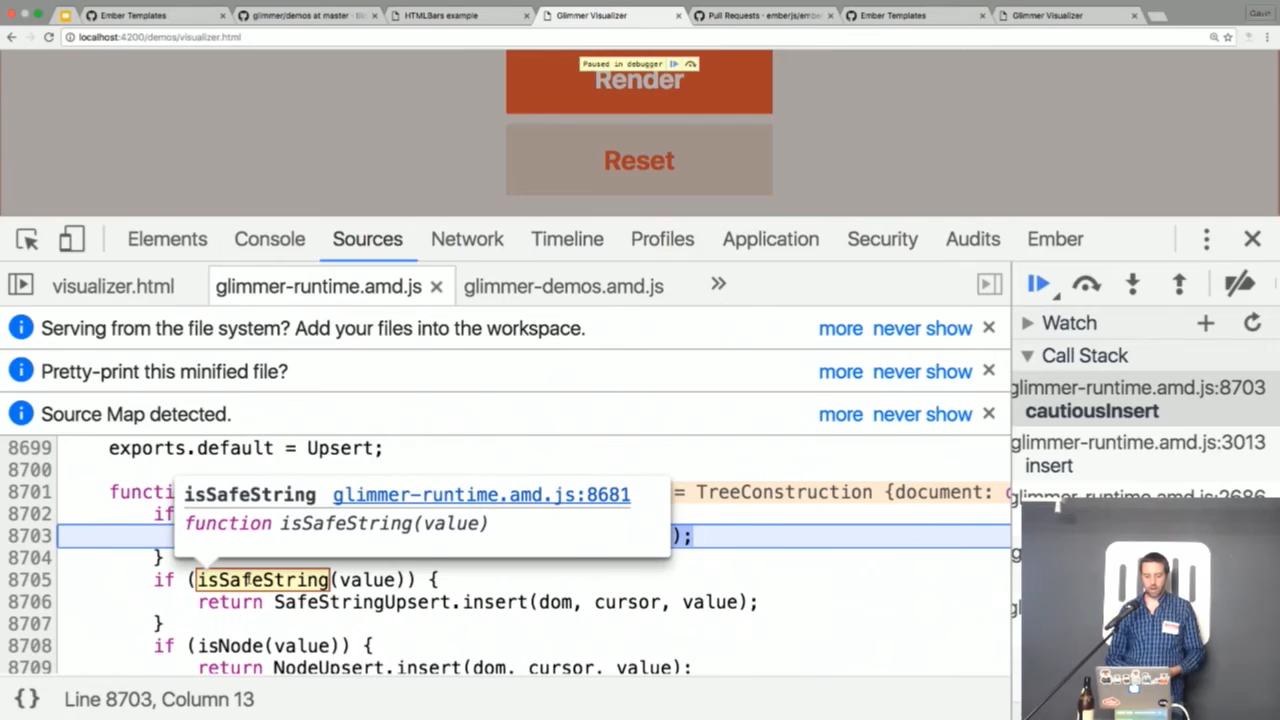 Ember Templates
glimmer/demos at master
HTMLBars example
Glimmer Visualizer
Pull Requests · emberjs/embe
Ember Templates
Glimmer Visualizer
Gavin
localhost:4200/demos/visualizer.html
Paused in debugger
Render
Reset
Elements Console Sources Network Timeline Profiles Application Security Audits Ember
visualizer.html glimmer-runtime.amd.js glimmer-demos.amd.js »
Serving from the file system? Add your files into the workspace. more never show
Pretty-print this minified file? more never show
Source Map detected. more never show
8699 exports.default = Upsert;
8700
8701 functi = TreeConstruction {document:
isSafeString glimmer-runtime.amd.js:8681
function isSafeString(value)
8702 if
8703 );
8704 }
8705 if (isSafeString(value)) {
8706 return SafeStringUpsert.insert(dom, cursor, value);
8707 }
8708 if (isNode(value)) {
8709 return NodeUpsert.insert(dom, cursor, value);
{} Line 8703, Column 13
Watch
Call Stack
glimmer-runtime.amd.js:8703
cautiousInsert
glimmer-runtime.amd.js:3013
insert
glimmer-runtime.amd.js:2686